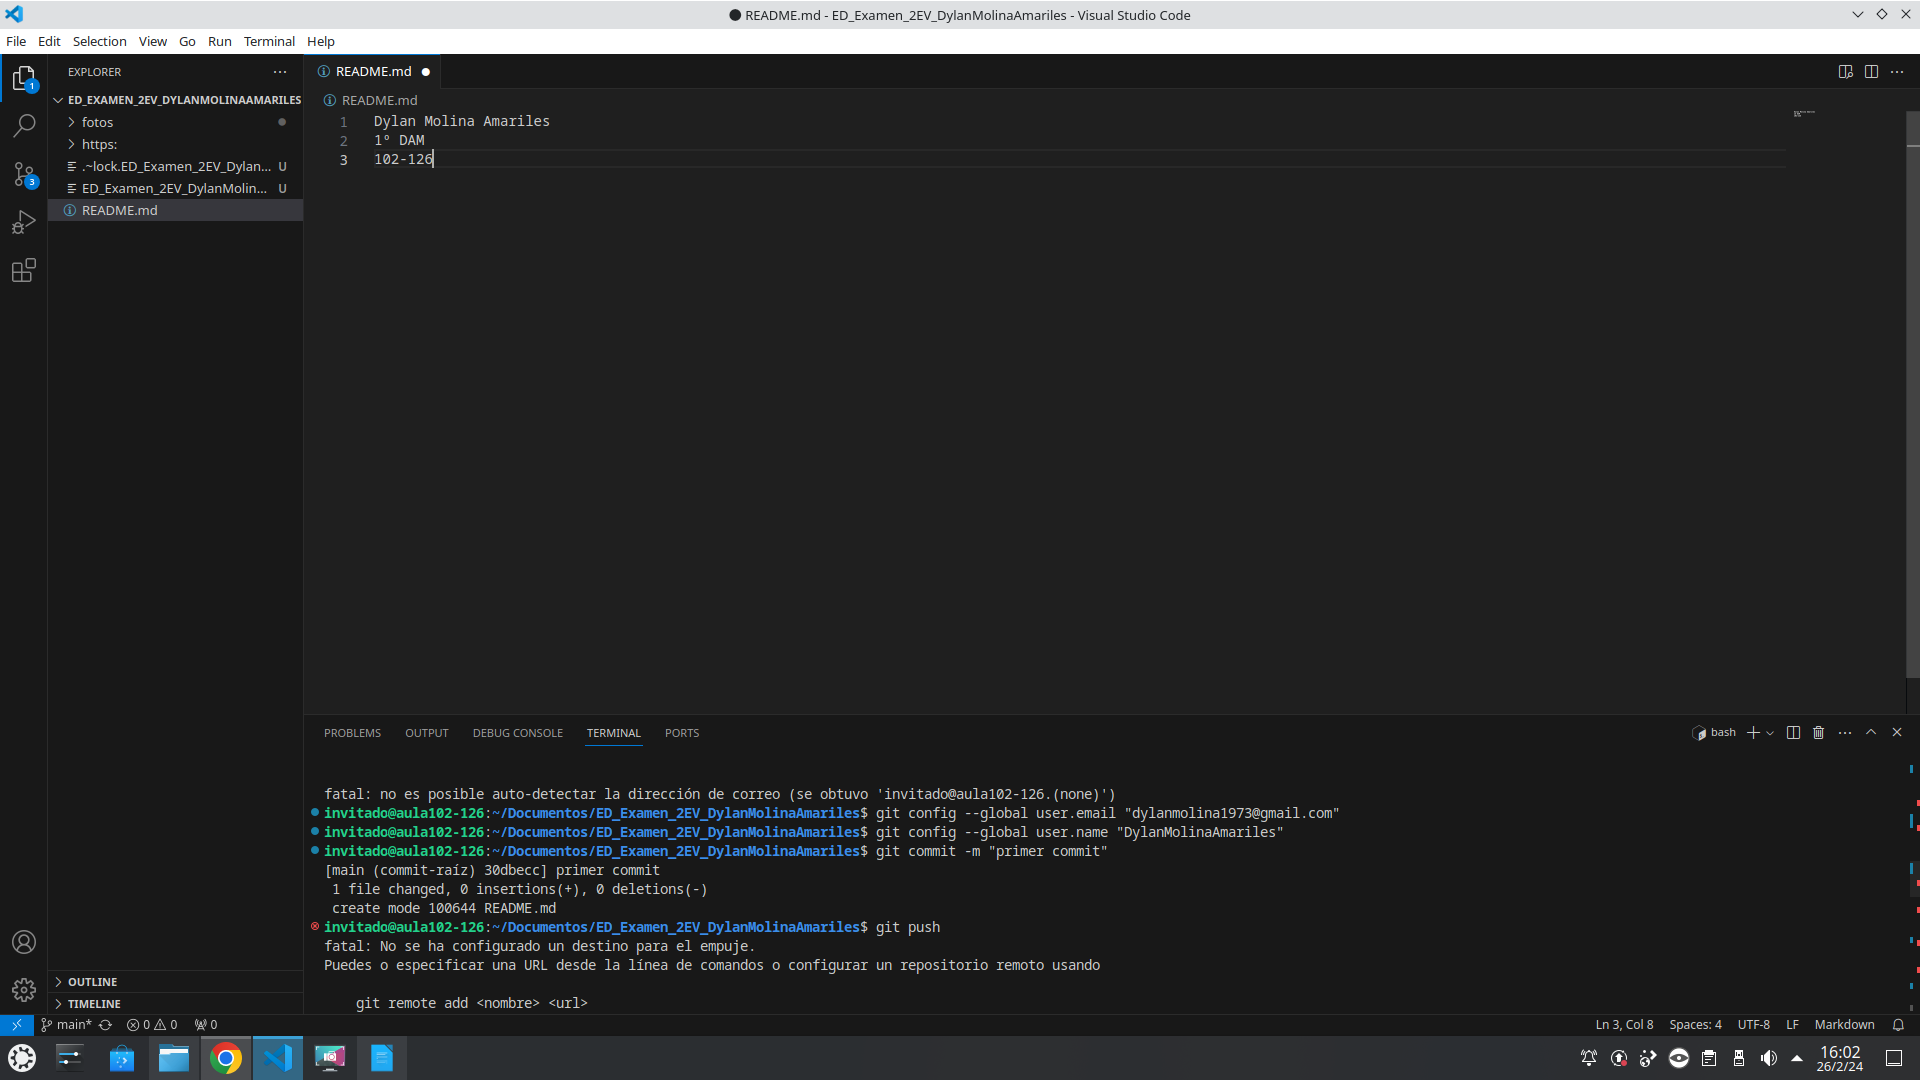 README.md - ED_Examen_2EV_DylanMolinaAmariles - Visual Studio Code
File Edit Selection View Go Run Terminal Help
EXPLORER
README.md
1
ED_EXAMEN_2EV_DYLANMOLINAAMARILES
README.md
fotos
1 Dylan Molina Amariles
https:
2 1º DAM
.~lock.ED_Examen_2EV_Dylan... U
3 102-126
ED_Examen_2EV_DylanMolin... U
3
README.md
PROBLEMS OUTPUT DEBUG CONSOLE TERMINAL PORTS
bash
fatal: no es posible auto-detectar la dirección de correo (se obtuvo 'invitado@aula102-126.(none)')
invitado@aula102-126:~/Documentos/ED_Examen_2EV_DylanMolinaAmariles$ git config --global user.email "dylanmolina1973@gmail.com"
invitado@aula102-126:~/Documentos/ED_Examen_2EV_DylanMolinaAmariles$ git config --global user.name "DylanMolinaAmariles"
invitado@aula102-126:~/Documentos/ED_Examen_2EV_DylanMolinaAmariles$ git commit -m "primer commit"
[main (commit-raíz) 30dbecc] primer commit
1 file changed, 0 insertions(+), 0 deletions(-)
create mode 100644 README.md
invitado@aula102-126:~/Documentos/ED_Examen_2EV_DylanMolinaAmariles$ git push
fatal: No se ha configurado un destino para el empuje.
Puedes o especificar una URL desde la línea de comandos o configurar un repositorio remoto usando
git remote add <nombre> <url>
OUTLINE
TIMELINE
main* 0 0 0
Ln 3, Col 8 Spaces: 4 UTF-8 LF Markdown
16:02
26/2/24